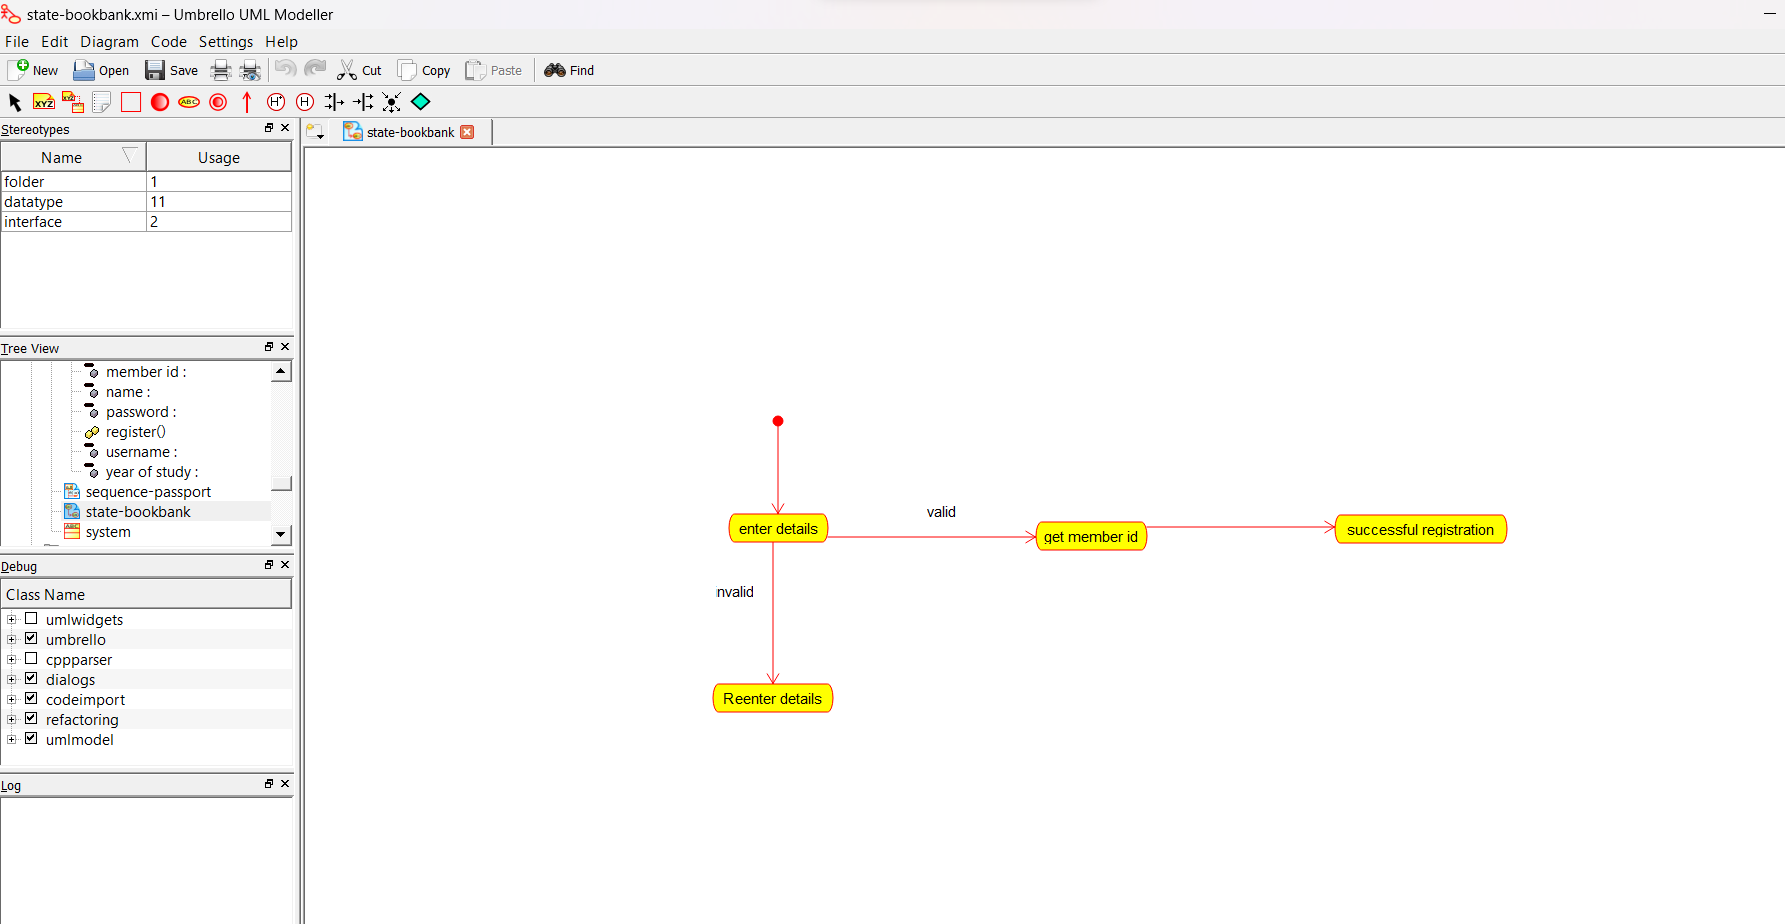 state-bookbank.xmi – Umbrello UML Modeller
File Edit Diagram Code Settings Help
New Open Save Cut Copy Paste Find
XYZ XYZ ABC H* H
Stereotypes
Name Usage
folder 1
datatype 11
interface 2
Tree View
member id :
name :
password :
register()
username :
year of study :
sequence-passport
state-bookbank
system
Debug
Class Name
umlwidgets
umbrello
cppparser
dialogs
codeimport
refactoring
umlmodel
Log
state-bookbank
enter details
valid
get member id
successful registration
invalid
Reenter details